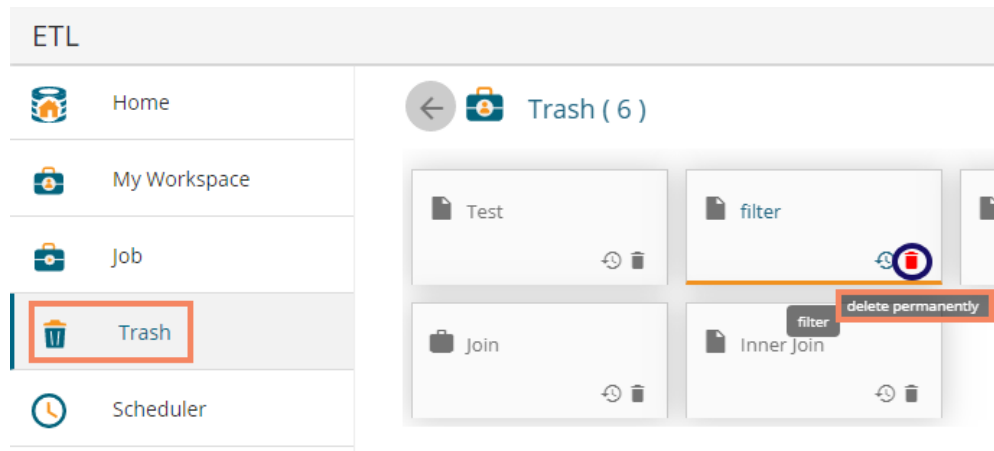 ETL
Home
My Workspace
Job
Trash
Scheduler
Trash ( 6 )
Test
filter
delete permanently
filter
Join
Inner Join